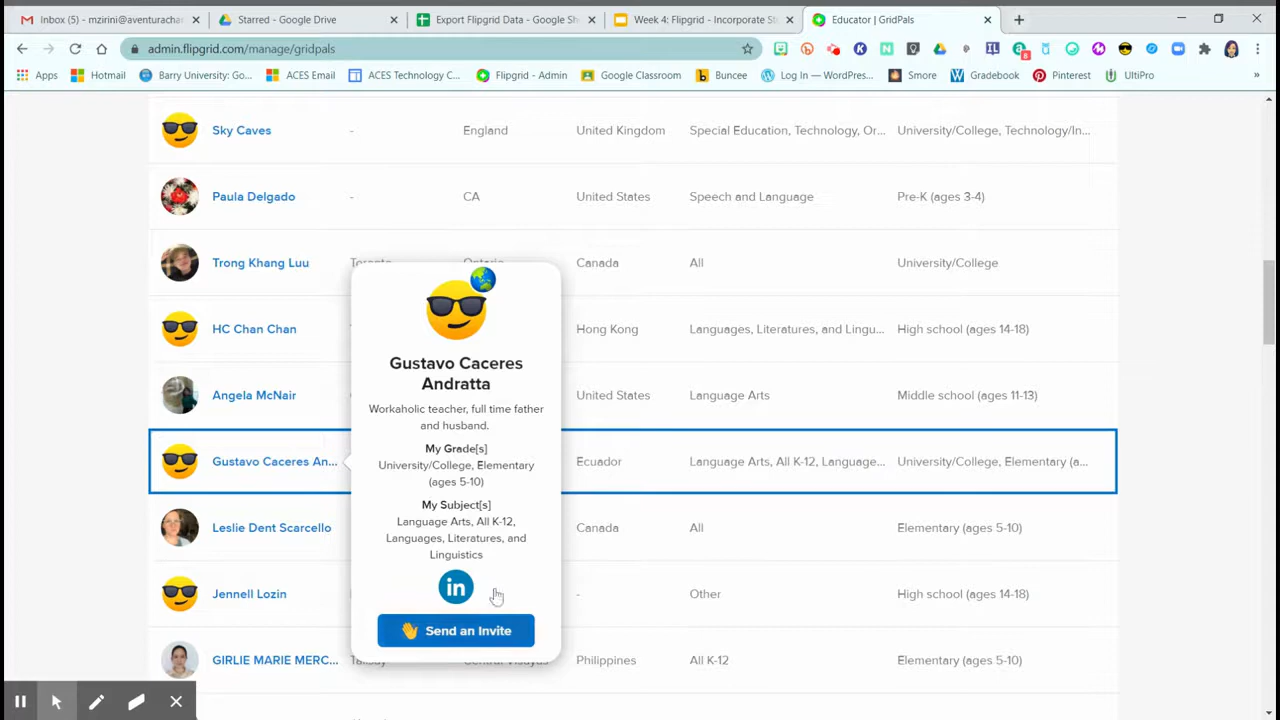 Inbox (5) - mzirini@aventurachar
Starred - Google Drive
Export Flipgrid Data - Google Sh
Week 4: Flipgrid - Incorporate St
Educator | GridPals
admin.flipgrid.com/manage/gridpals
Apps
Hotmail
Barry University: Go...
ACES Email
ACES Technology C...
Flipgrid - Admin
Google Classroom
Buncee
Log In — WordPress...
Smore
Gradebook
Pinterest
UltiPro
»
Sky Caves - England United Kingdom Special Education, Technology, Or... University/College, Technology/In...
Paula Delgado - CA United States Speech and Language Pre-K (ages 3-4)
Trong Khang Luu Toronto Ontario Canada All University/College
HC Chan Chan Hong Kong Languages, Literatures, and Lingu... High school (ages 14-18)
Angela McNair United States Language Arts Middle school (ages 11-13)
Gustavo Caceres An... Ecuador Language Arts, All K-12, Language... University/College, Elementary (a...
Leslie Dent Scarcello Canada All Elementary (ages 5-10)
Jennell Lozin - Other High school (ages 14-18)
GIRLIE MARIE MERC... Talisay Central Visayas Philippines All K-12 Elementary (ages 5-10)
Gustavo Caceres
Andratta
Workaholic teacher, full time father
and husband.
My Grade[s]
University/College, Elementary
(ages 5-10)
My Subject[s]
Language Arts, All K-12,
Languages, Literatures, and
Linguistics
in
Send an Invite